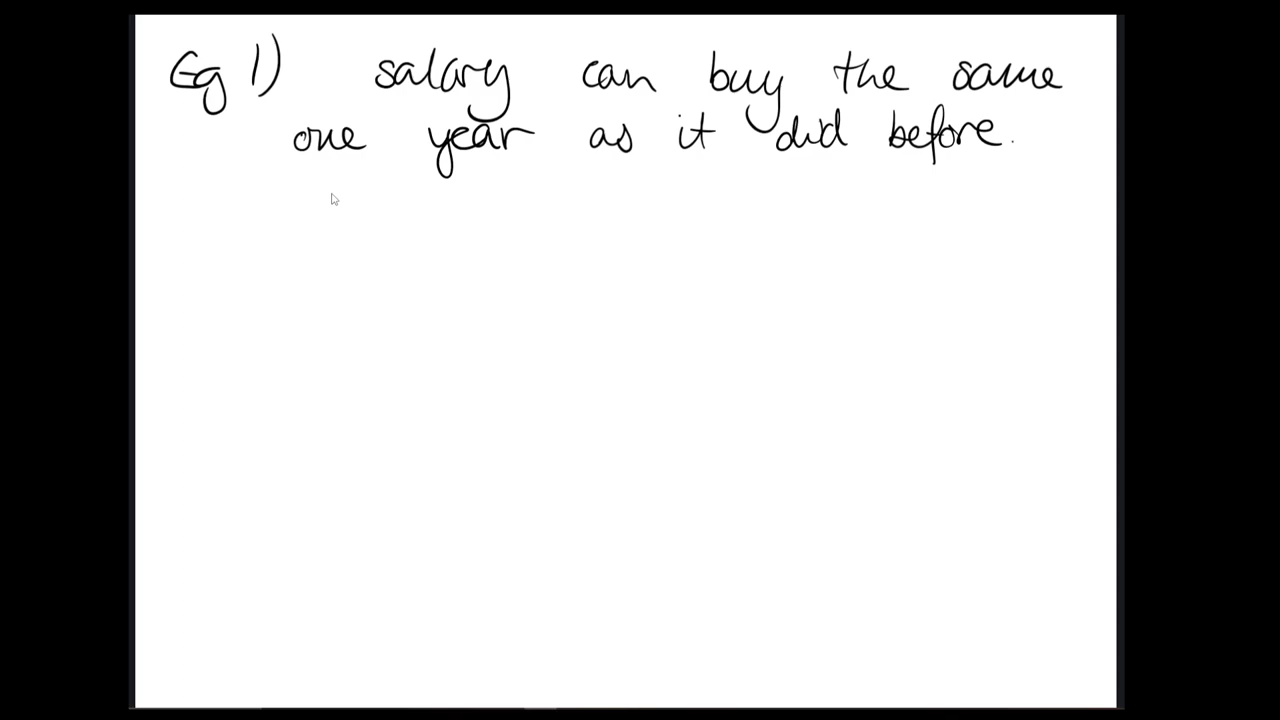 Eg 1) salary can buy the same
one year as it did before.